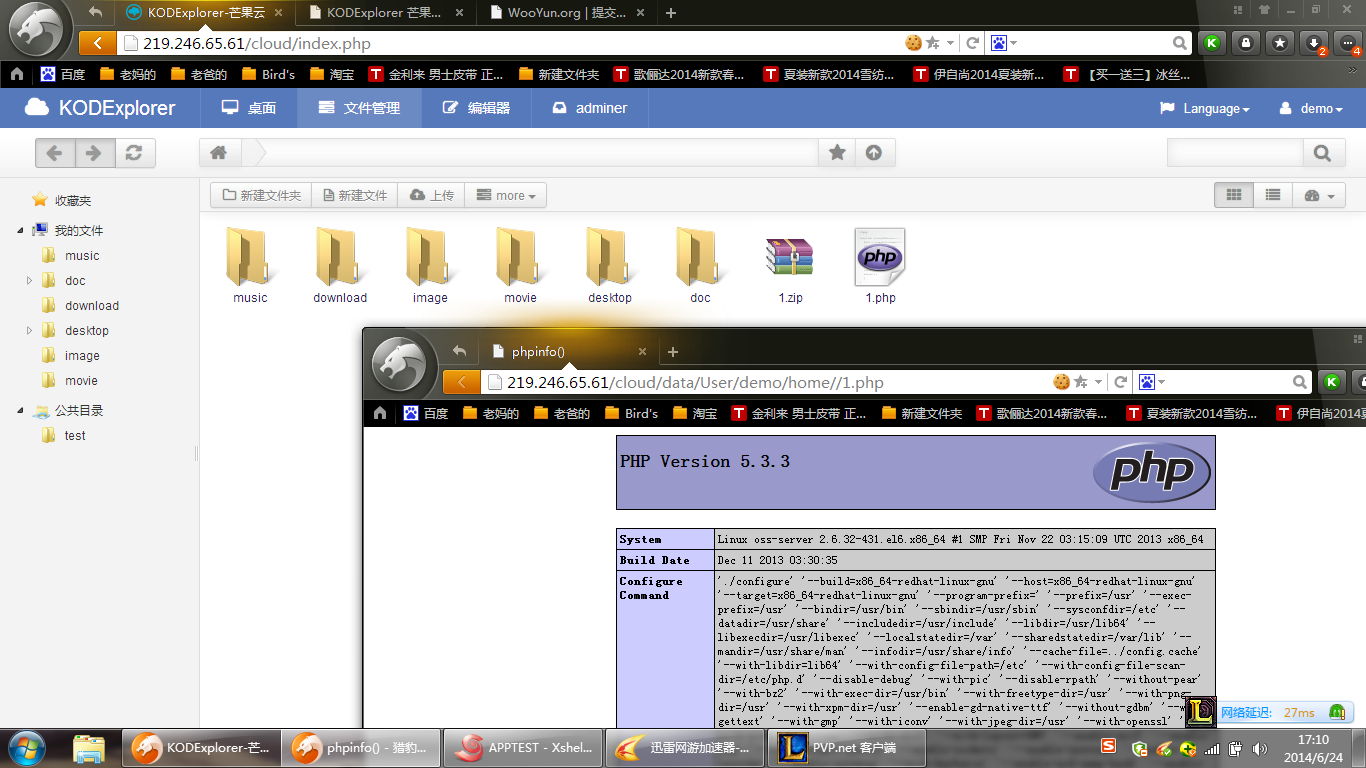 KODExplorer-芒果云
KODExplorer 芒果...
WooYun.org | 提交...
219.246.65.61/cloud/index.php
2
4
百度 老妈的 老爸的 Bird's 淘宝 金利来 男士皮带 正... 新建文件夹 歌俪达2014新款春... 夏装新款2014雪纺... 伊自尚2014夏装新... 【买一送三】冰丝...
KODExplorer 桌面 文件管理 编辑器 adminer Language demo
新建文件夹 新建文件 上传 more
收藏夹
我的文件
music
doc
download
desktop
image
movie
公共目录
test
music download image movie desktop doc 1.zip 1.php
php
phpinfo()
219.246.65.61/cloud/data/User/demo/home//1.php
百度 老妈的 老爸的 Bird's 淘宝 金利来 男士皮带 正... 新建文件夹 歌俪达2014新款春... 夏装新款2014雪纺... 伊自尚2014
PHP Version 5.3.3
php
System Linux oss-server 2.6.32-431.el6.x86_64 #1 SMP Fri Nov 22 03:15:09 UTC 2013 x86_64
Build Date Dec 11 2013 03:30:35
Configure Command
'./configure' '--build=x86_64-redhat-linux-gnu' '--host=x86_64-redhat-linux-gnu'
'--target=x86_64-redhat-linux-gnu' '--program-prefix=' '--prefix=/usr' '--exec-
prefix=/usr' '--bindir=/usr/bin' '--sbindir=/usr/sbin' '--sysconfdir=/etc' '--
datadir=/usr/share' '--includedir=/usr/include' '--libdir=/usr/lib64' '--
libexecdir=/usr/libexec' '--localstatedir=/var' '--sharedstatedir=/var/lib' '--
mandir=/usr/share/man' '--infodir=/usr/share/info' '--cache-file=../config.cache'
'--with-libdir=lib64' '--with-config-file-path=/etc' '--with-config-file-scan-
dir=/etc/php.d' '--disable-debug' '--with-pic' '--disable-rpath' '--without-pear'
'--with-bz2' '--with-exec-dir=/usr/bin' '--with-freetype-dir=/usr' '--with-png-
dir=/usr' '--with-xpm-dir=/usr' '--enable-gd-native-ttf' '--without-gdbm'
gettext' '--with-gmp' '--with-iconv' '--with-jpeg-dir=/usr' '--with-openssl'
网络延迟: 27ms
KODExplorer-芒... phpinfo() - 猎豹... APPTEST - Xshel... 迅雷网游加速器-... PVP.net 客户端
17:10
2014/6/24